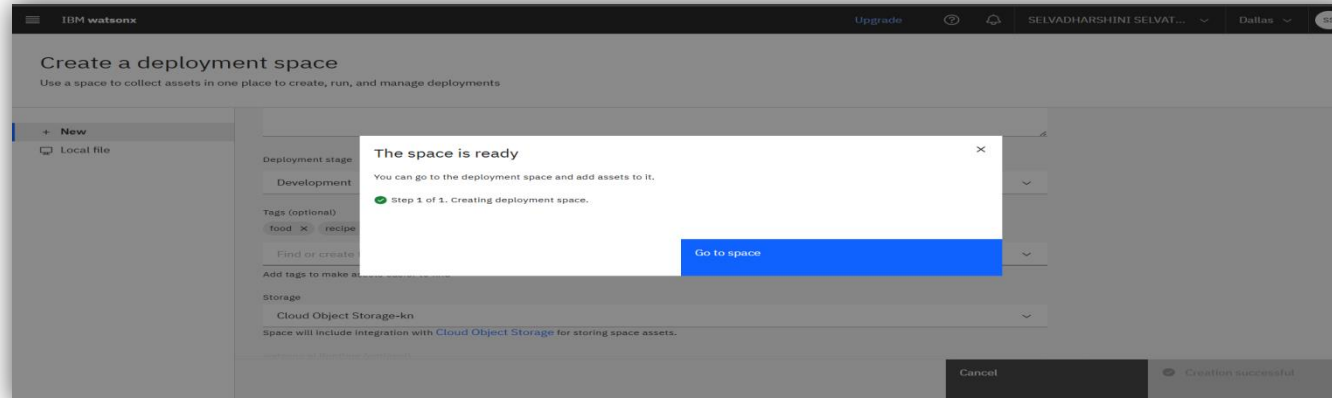 IBM watsonx
Upgrade
SELVADHARSHINI SELVAT...
Dallas
Create a deployment space
Use a space to collect assets in one place to create, run, and manage deployments
+ New
Local file
The space is ready
You can go to the deployment space and add assets to it.
Step 1 of 1. Creating deployment space.
Go to space
Deployment stage
Development
Tags (optional)
food × recipe
Find or create
Add tags to make
Storage
Cloud Object Storage-kn
Space will include integration with Cloud Object Storage for storing space assets.
Cancel
Creation successful